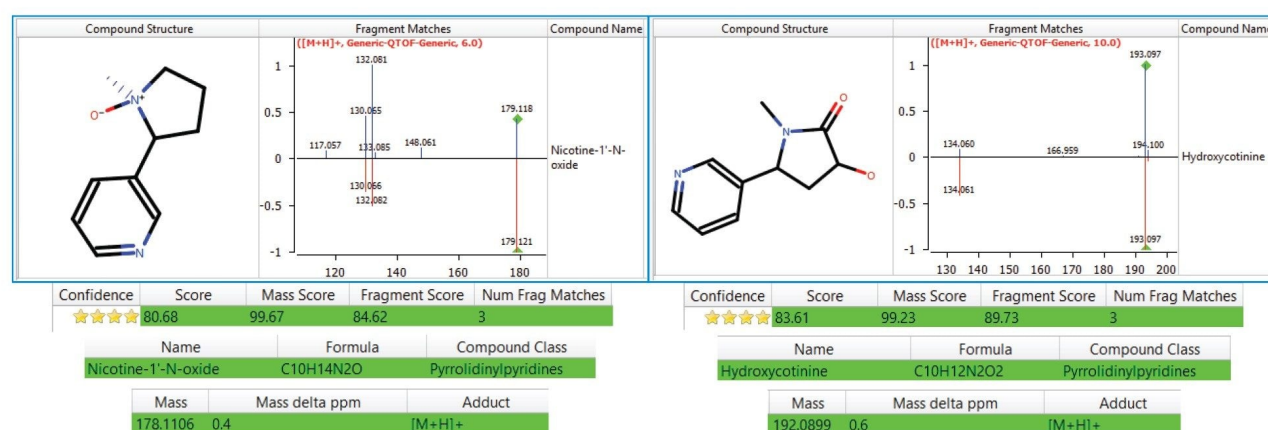 Compound Structure Fragment Matches Compound Name
([M+H]+, Generic-QTOF-Generic, 6.0)
132.081
1
0.5
0
-0.5
-1
130.065
179.118
117.057
133.085
148.061
130.066
132.082
179.121
120 140 160 180
N+
O-
N
Nicotine-1'-N-
oxide
Confidence Score Mass Score Fragment Score Num Frag Matches
80.68 99.67 84.62 3
Name Formula Compound Class
Nicotine-1'-N-oxide C10H14N2O Pyrrolidinylpyridines
Mass Mass delta ppm Adduct
178.1106 0.4 [M+H]+
Compound Structure Fragment Matches Compound Name
([M+H]+, Generic-QTOF-Generic, 10.0)
193.097
1
0.5
0
-0.5
-1
134.060
166.959
194.100
134.061
193.097
130 140 150 160 170 180 190 200
N
O
N
O
Hydroxycotinine
Confidence Score Mass Score Fragment Score Num Frag Matches
83.61 99.23 89.73 3
Name Formula Compound Class
Hydroxycotinine C10H12N2O2 Pyrrolidinylpyridines
Mass Mass delta ppm Adduct
192.0899 0.6 [M+H]+